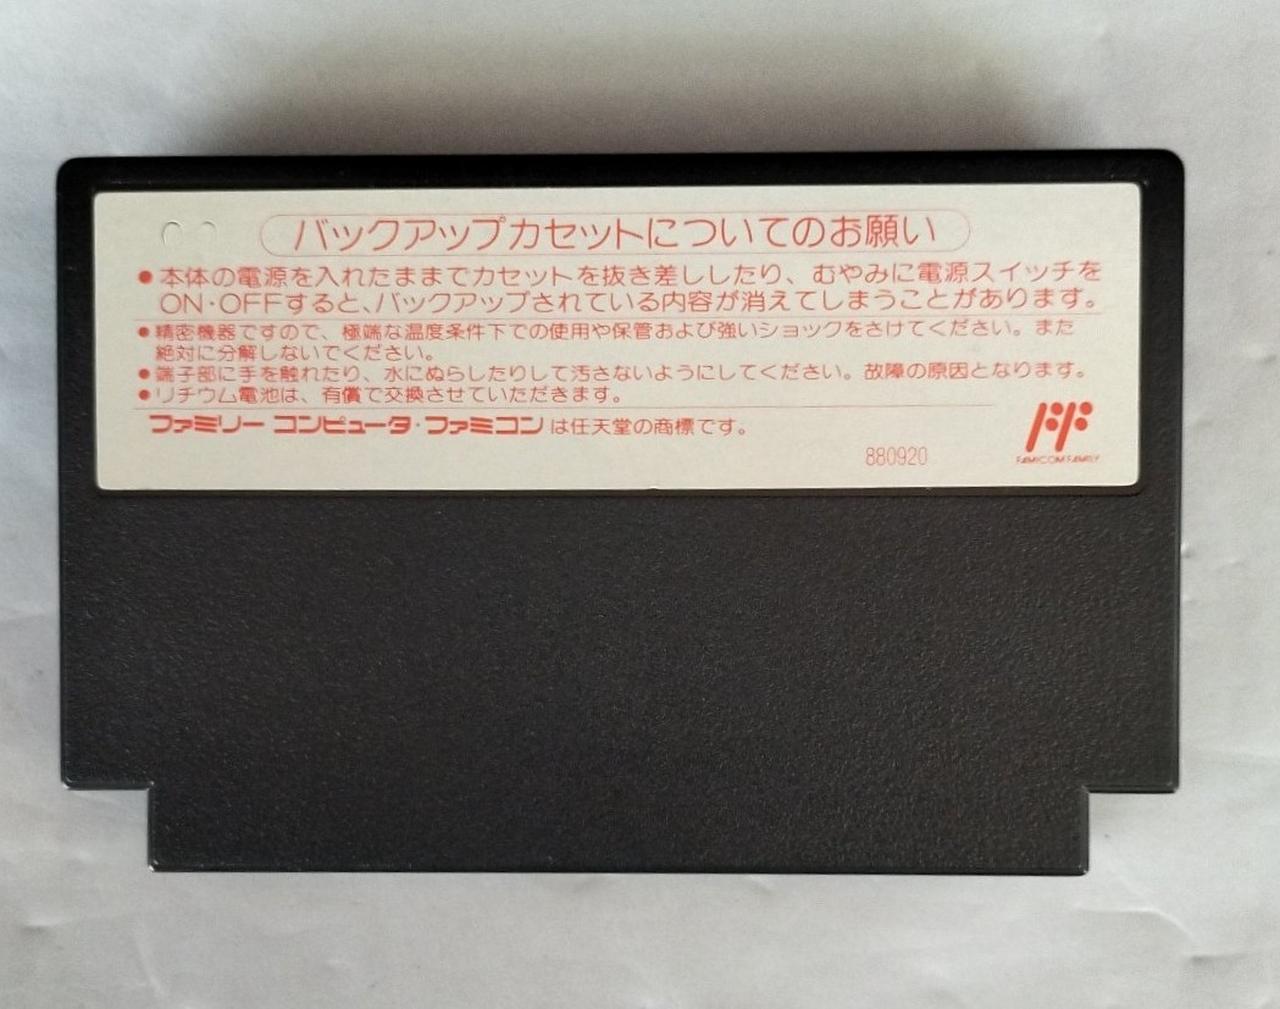 バックアップカセットについてのお願い
●本体の電源を入れたままでカセットを抜き差ししたり、むやみに電源スイッチを
ON・OFFすると、バックアップされている内容が消えてしまうことがあります。
●精密機器ですので、極端な温度条件下での使用や保管および強いショックをさけてください。また
絶対に分解しないでください。
●端子部に手を触れたり、水にぬらしたりして汚さないようにしてください。故障の原因となります。
●リチウム電池は、有償で交換させていただきます。
ファミリー コンピュータ・ファミコンは任天堂の商標です。
880920
FAMICOM FAMILY